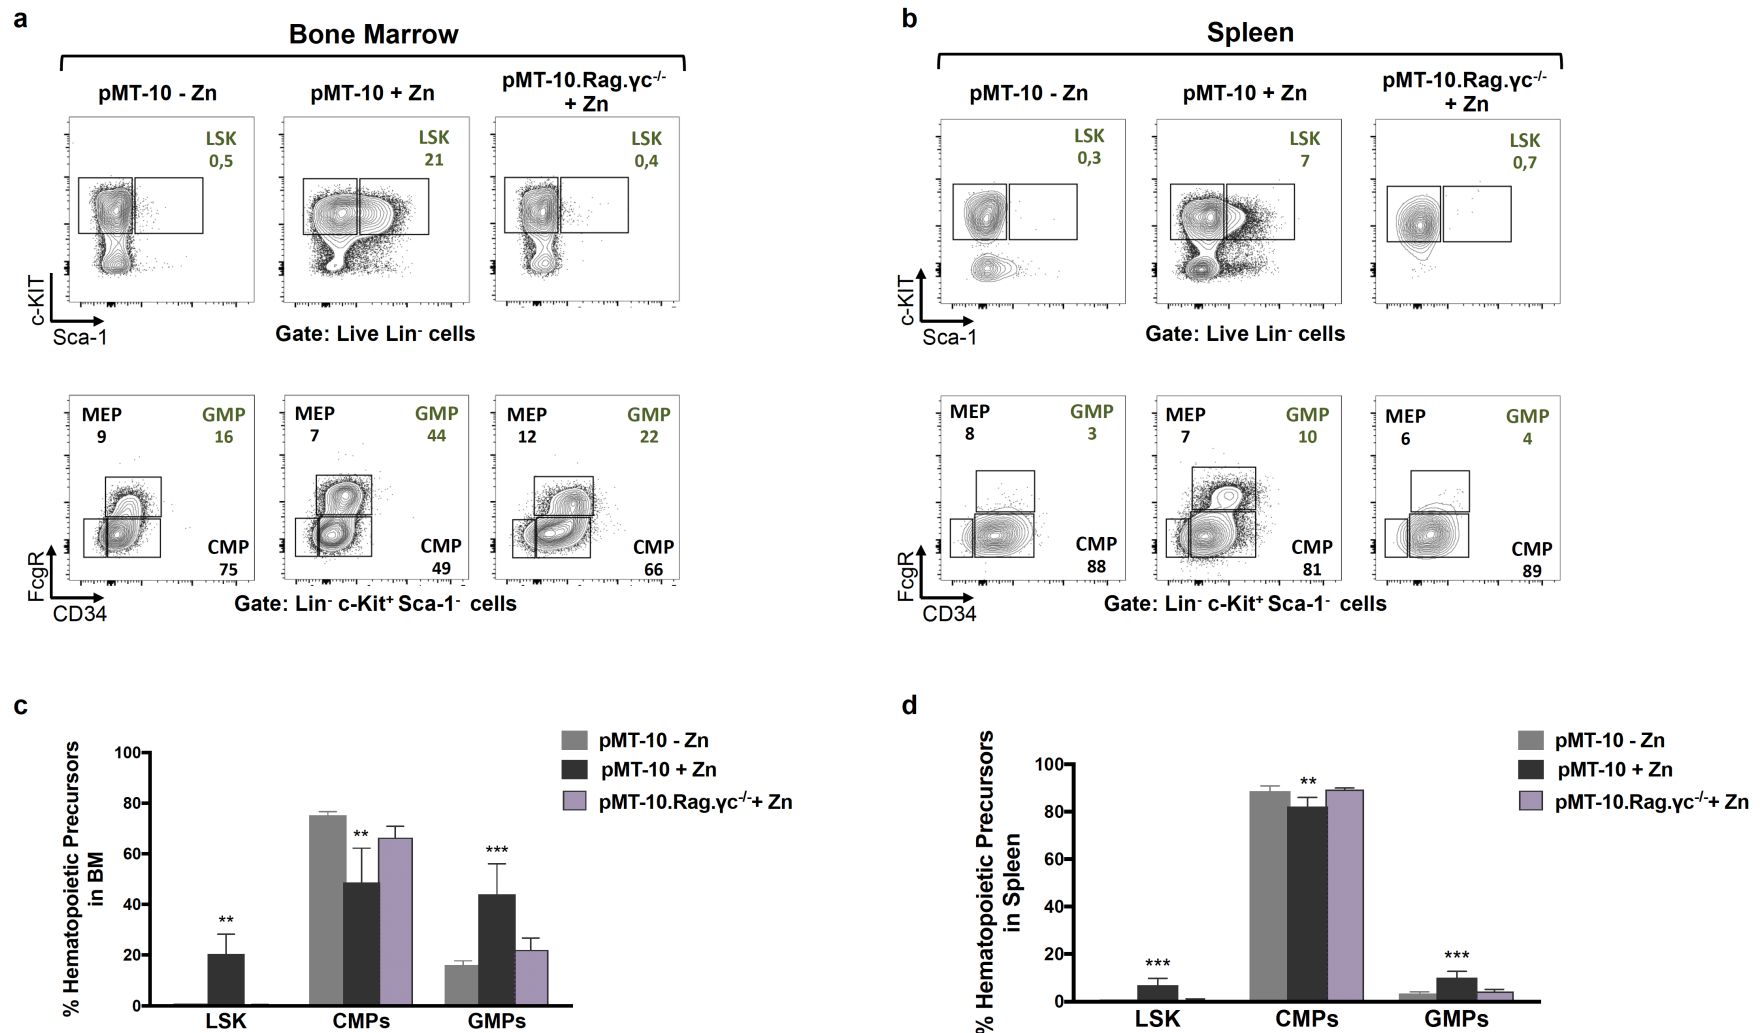 a
Bone Marrow
pMT-10 - Zn
pMT-10 + Zn
pMT-10.Rag.γc-/-
+ Zn
LSK
0,5
LSK
21
LSK
0,4
c-KIT
Sca-1
Gate: Live Lin- cells
MEP
9
GMP
16
CMP
75
MEP
7
GMP
44
CMP
49
MEP
12
GMP
22
CMP
66
FcgR
CD34
Gate: Lin- c-Kit+ Sca-1- cells
b
Spleen
pMT-10 - Zn
pMT-10 + Zn
pMT-10.Rag.γc-/-
+ Zn
LSK
0,3
LSK
7
LSK
0,7
c-KIT
Sca-1
Gate: Live Lin- cells
MEP
8
GMP
3
CMP
88
MEP
7
GMP
10
CMP
81
MEP
6
GMP
4
CMP
89
FcgR
CD34
Gate: Lin- c-Kit+ Sca-1- cells
c
% Hematopoietic Precursors
in BM
100
80
60
40
20
0
**
**
***
LSK
CMPs
GMPs
pMT-10 - Zn
pMT-10 + Zn
pMT-10.Rag.γc-/-+ Zn
d
% Hematopoietic Precursors
in Spleen
100
80
60
40
20
0
***
**
***
LSK
CMPs
GMPs
pMT-10 - Zn
pMT-10 + Zn
pMT-10.Rag.γc-/-+ Zn